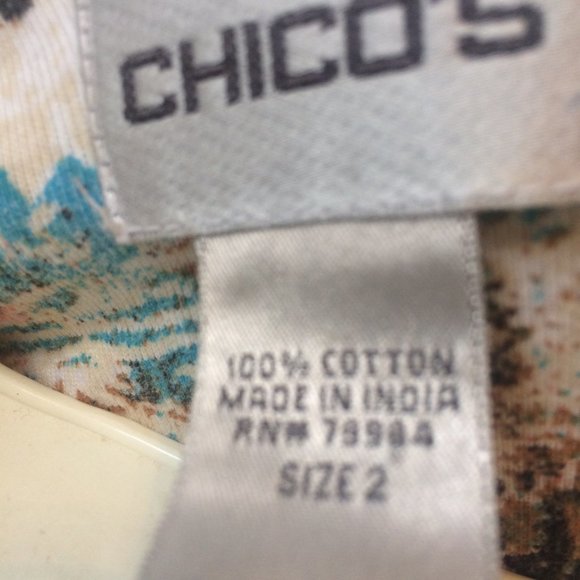 CHICO'S
100% COTTON
MADE IN INDIA
RN# 79984
SIZE 2